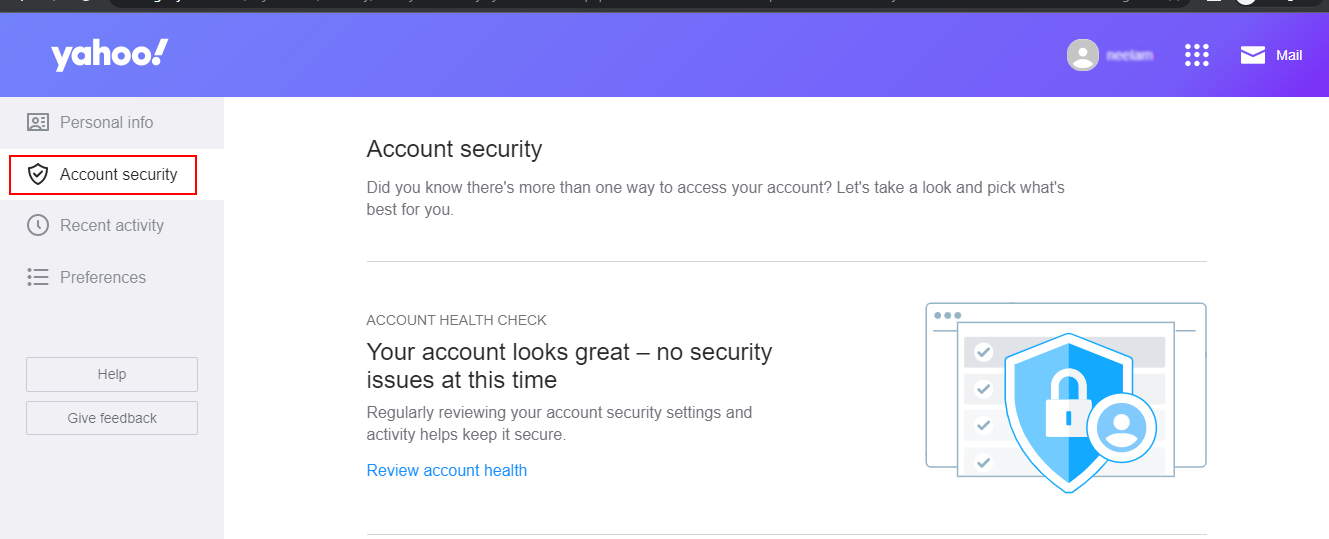 yahoo!
Mail
Personal info
Account security
Recent activity
Preferences
Help
Give feedback
Account security
Did you know there's more than one way to access your account? Let's take a look and pick what's
best for you.
ACCOUNT HEALTH CHECK
Your account looks great – no security
issues at this time
Regularly reviewing your account security settings and
activity helps keep it secure.
Review account health